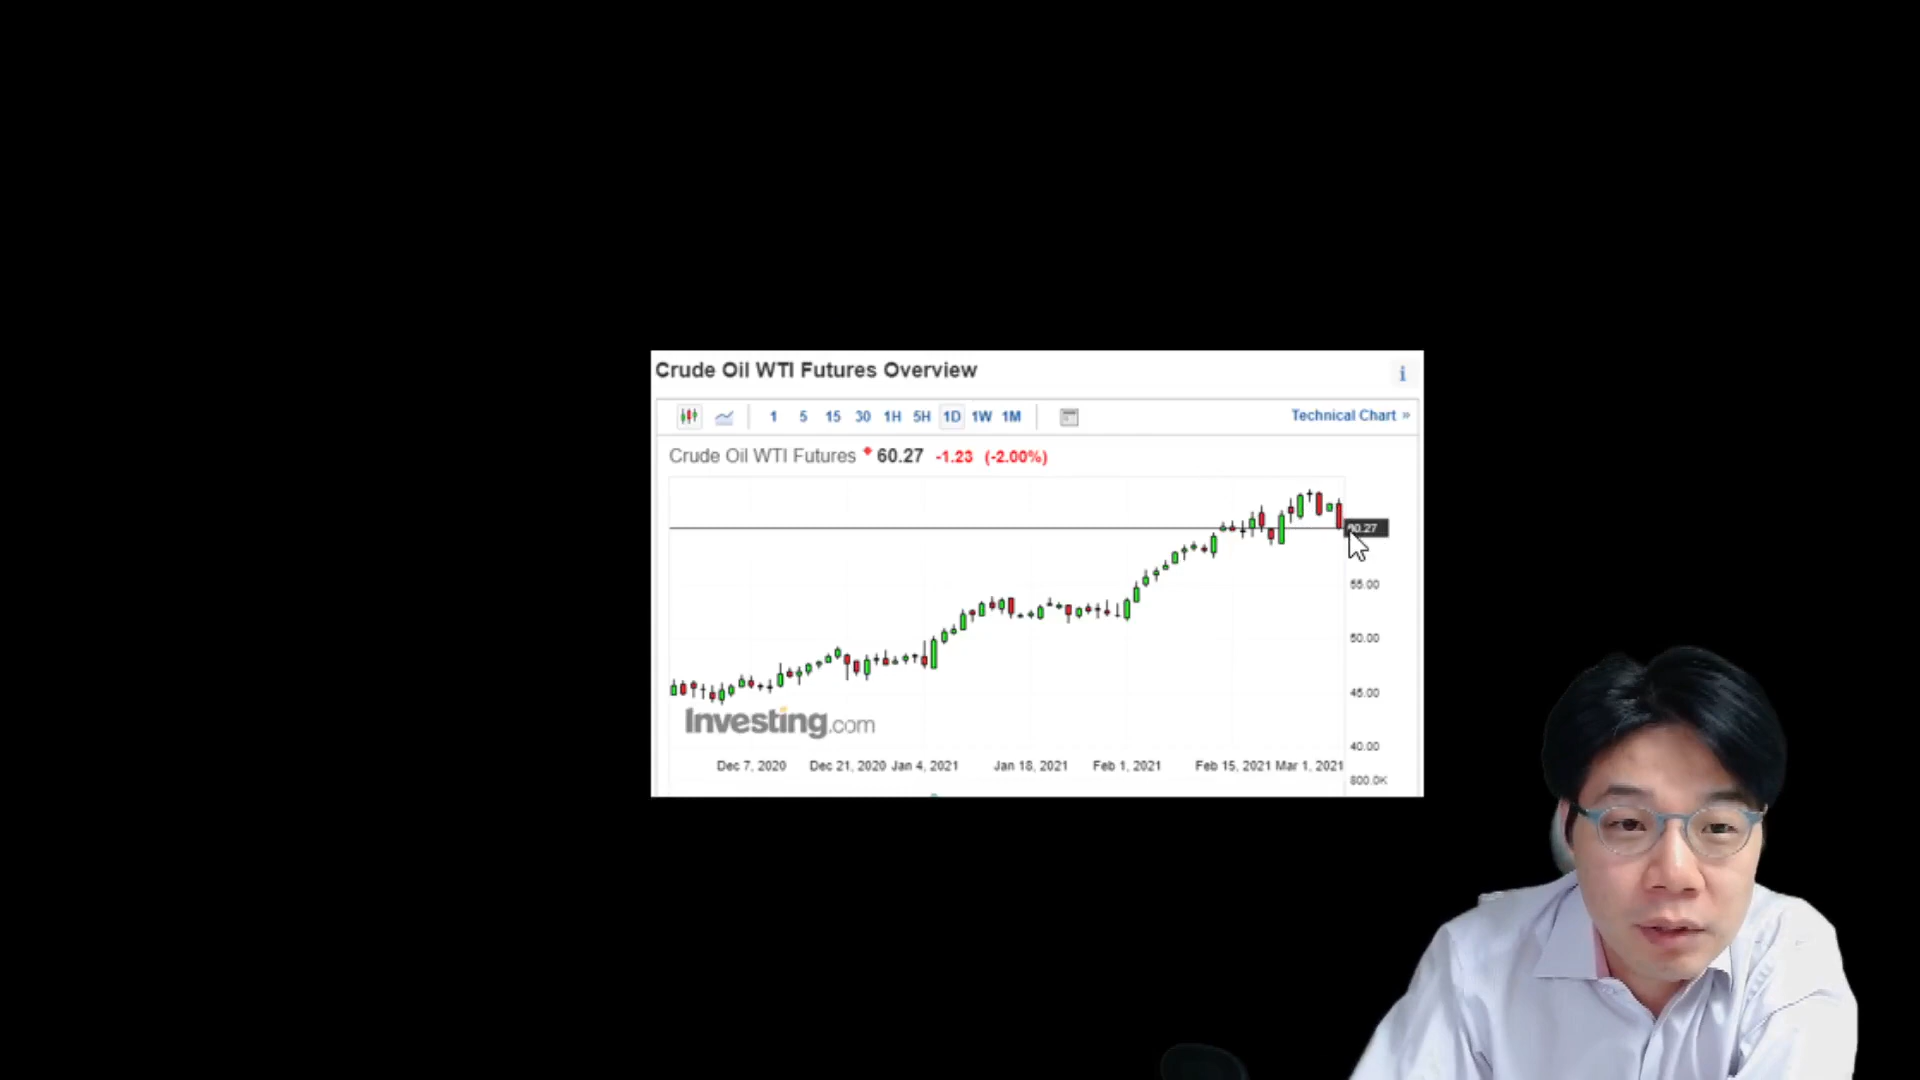 Crude Oil WTI Futures Overview
i
1 5 15 30 1H 5H 1D 1W 1M
Technical Chart »
Crude Oil WTI Futures 60.27 -1.23 (-2.00%)
60.27
55.00
50.00
45.00
Investing.com
40.00
Dec 7, 2020 Dec 21, 2020 Jan 4, 2021 Jan 18, 2021 Feb 1, 2021 Feb 15, 2021 Mar 1, 2021
800.0K